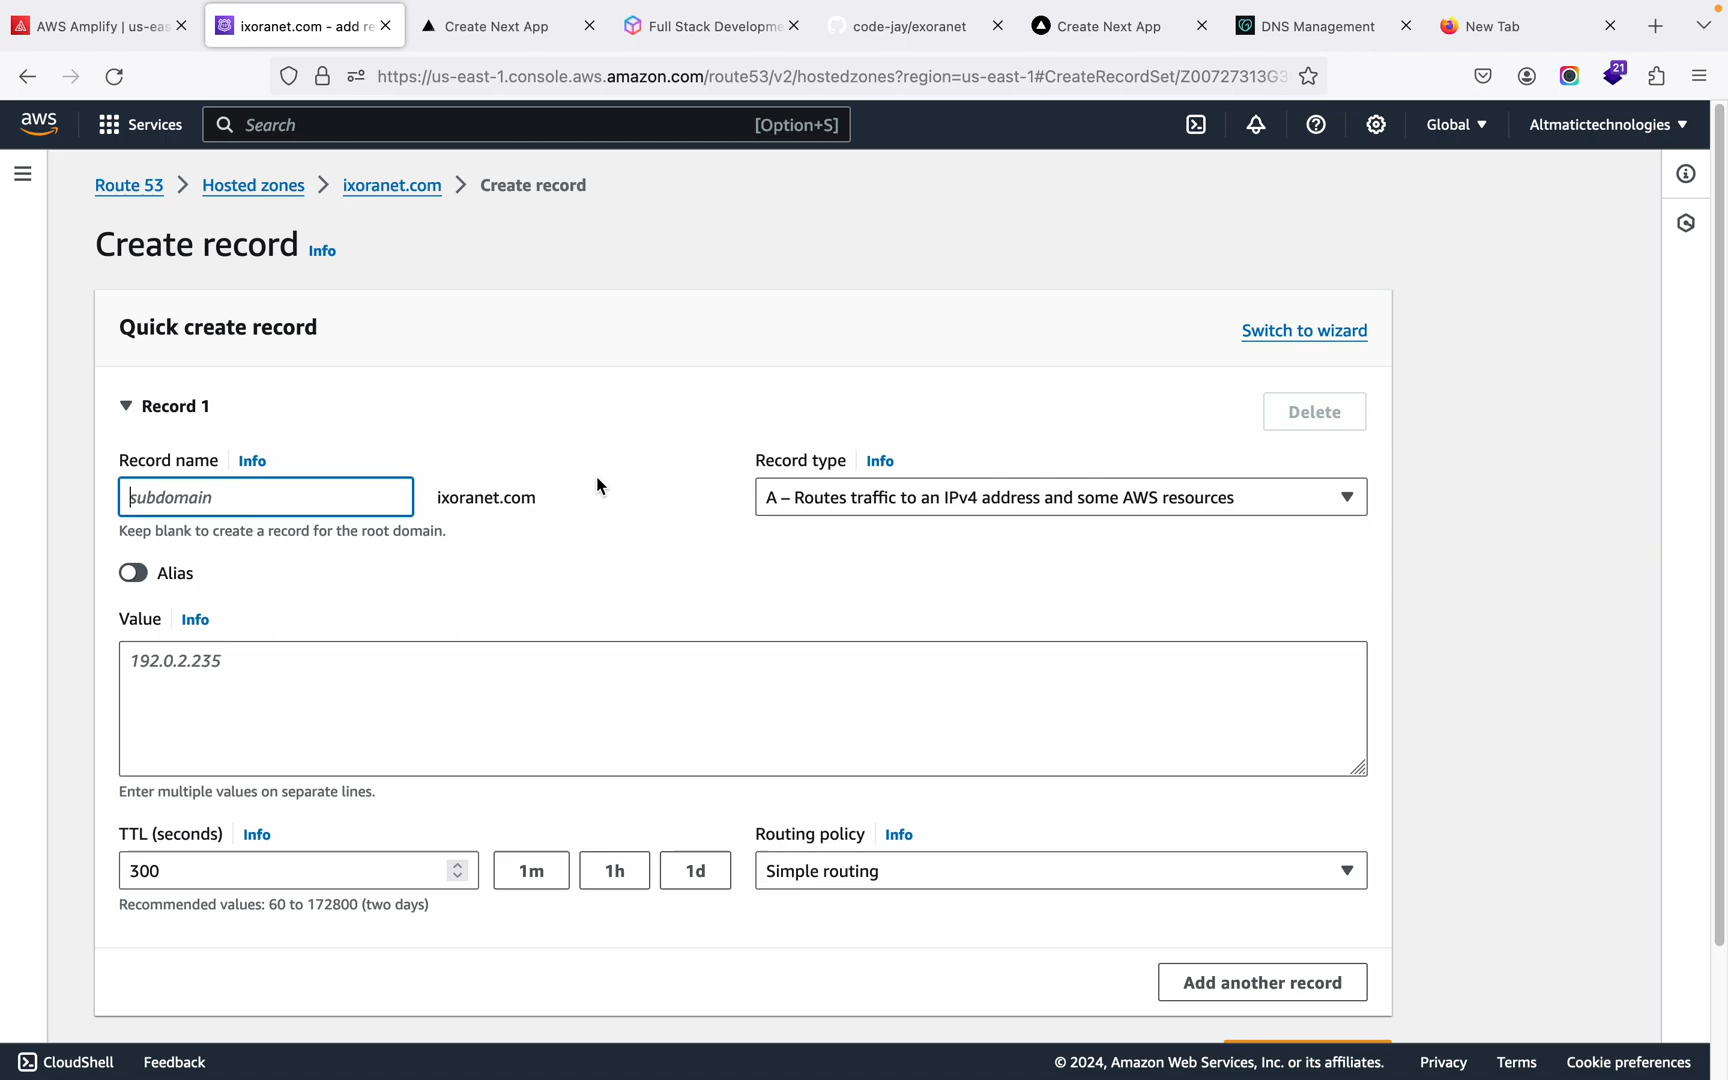 AWS Amplify | us-eas
ixoranet.com - add re
Create Next App
Full Stack Developme
code-jay/exoranet
Create Next App
DNS Management
New Tab
https://us-east-1.console.aws.amazon.com/route53/v2/hostedzones?region=us-east-1#CreateRecordSet/Z00727313G3
21
aws
Services
Search
[Option+S]
Global
Altmatictechnologies
Route 53
Hosted zones
ixoranet.com
Create record
Create record
Info
Quick create record
Switch to wizard
Record 1
Delete
Record name
Info
Record type
Info
subdomain
ixoranet.com
A – Routes traffic to an IPv4 address and some AWS resources
Keep blank to create a record for the root domain.
Alias
Value
Info
192.0.2.235
Enter multiple values on separate lines.
TTL (seconds)
Info
Routing policy
Info
300
1m
1h
1d
Simple routing
Recommended values: 60 to 172800 (two days)
Add another record
CloudShell
Feedback
© 2024, Amazon Web Services, Inc. or its affiliates.
Privacy
Terms
Cookie preferences